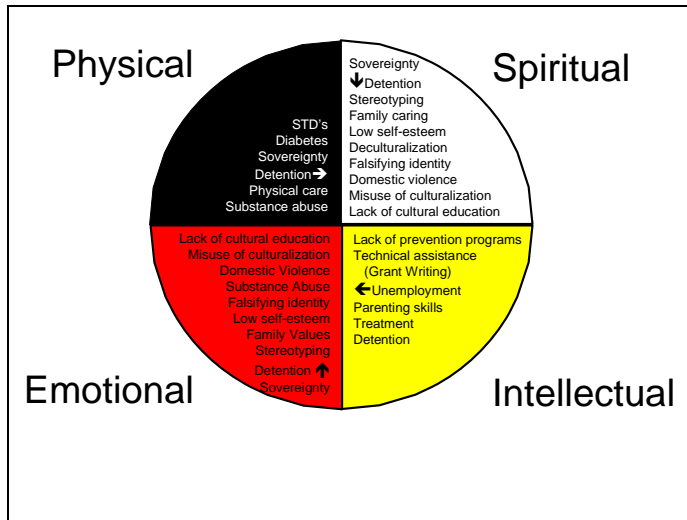 Physical
STD's
Diabetes
Sovereignty
Detention➔
Physical care
Substance abuse
Spiritual
Sovereignty
🡻Detention
Stereotyping
Family caring
Low self-esteem
Deculturalization
Falsifying identity
Domestic violence
Misuse of culturalization
Lack of cultural education
Emotional
Lack of cultural education
Misuse of culturalization
Domestic Violence
Substance Abuse
Falsifying identity
Low self-esteem
Family Values
Stereotyping
Detention 🡹
Sovereignty
Intellectual
Lack of prevention programs
Technical assistance
(Grant Writing)
🡸Unemployment
Parenting skills
Treatment
Detention